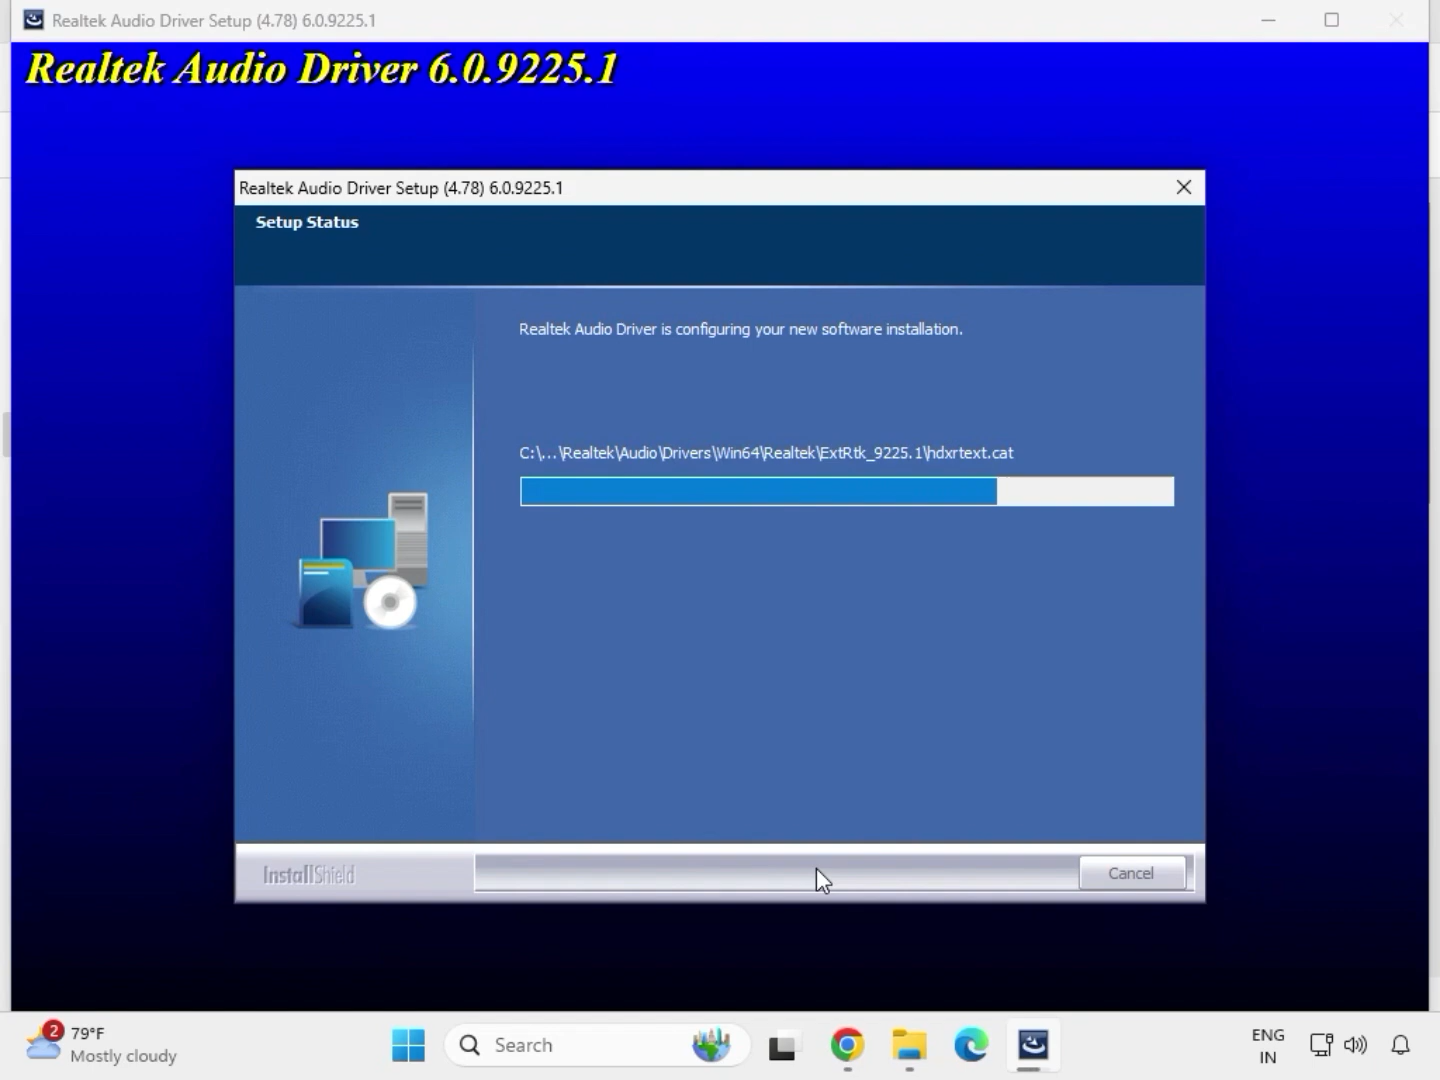 Realtek Audio Driver Setup (4.78) 6.0.9225.1
Realtek Audio Driver 6.0.9225.1
Realtek Audio Driver Setup (4.78) 6.0.9225.1
Setup Status
Realtek Audio Driver is configuring your new software installation.
C:\...\Realtek\Audio\Drivers\Win64\Realtek\ExtRtk_9225.1\hdxrtext.cat
InstallShield
Cancel
2
79°F
Mostly cloudy
Search
ENG
IN